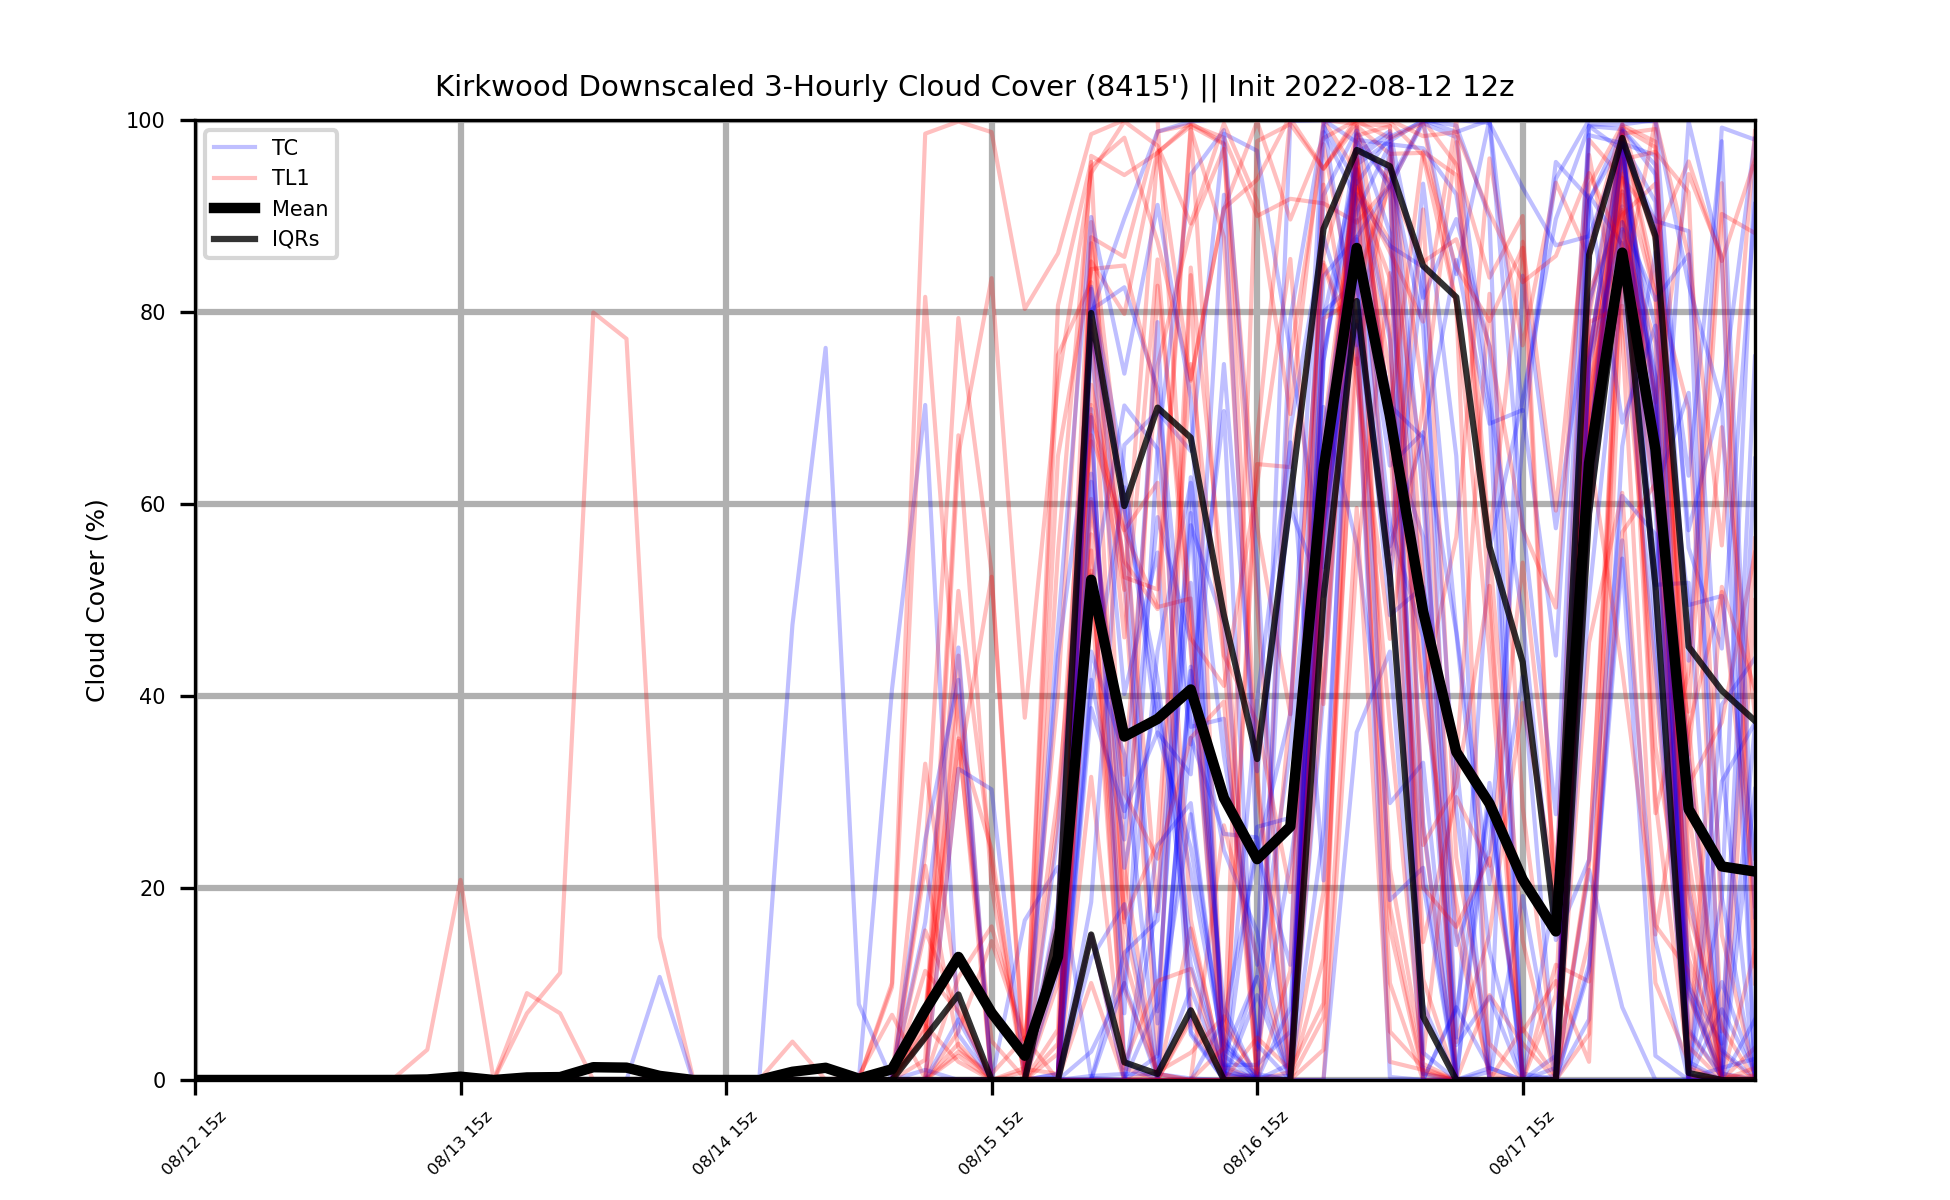 Kirkwood Downscaled 3-Hourly Cloud Cover (8415') || Init 2022-08-12 12z
100
80
60
40
20
0
Cloud Cover (%)
TC
TL1
Mean
IQRs
08/12 15z
08/13 15z
08/14 15z
08/15 15z
08/16 15z
08/17 15z